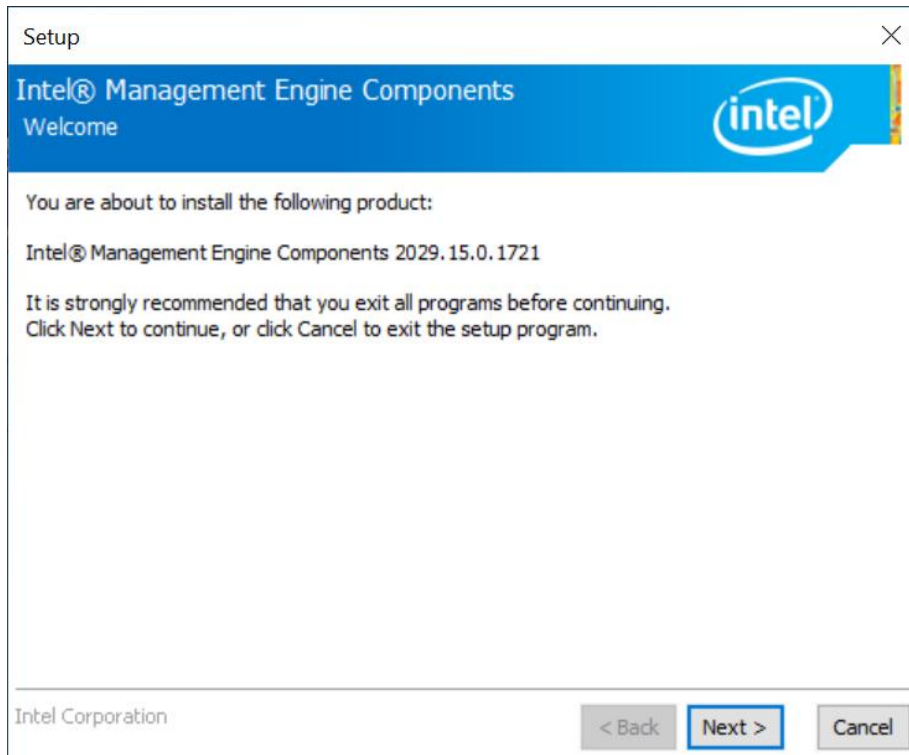 Setup
Intel® Management Engine Components
Welcome
intel
You are about to install the following product:
Intel® Management Engine Components 2029.15.0.1721
It is strongly recommended that you exit all programs before continuing.
Click Next to continue, or click Cancel to exit the setup program.
Intel Corporation
< Back Next > Cancel